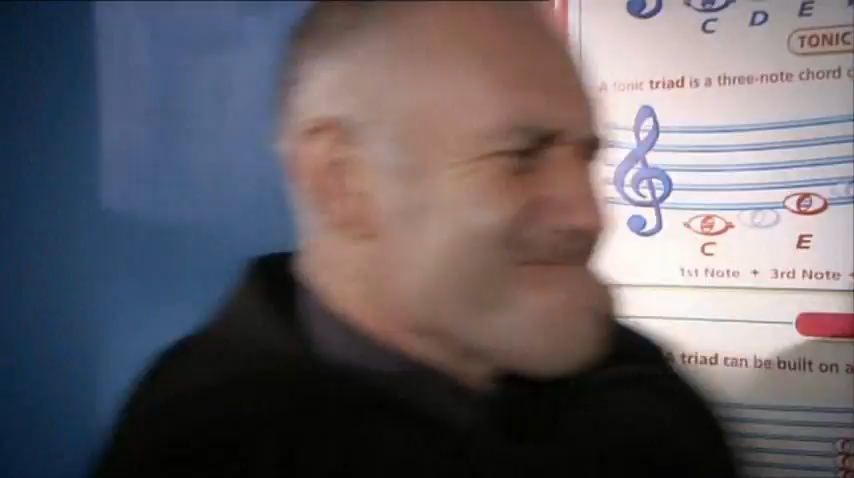 C D E
TONIC
A tonic triad is a three-note chord
C E
1st Note + 3rd Note +
A triad can be built on a